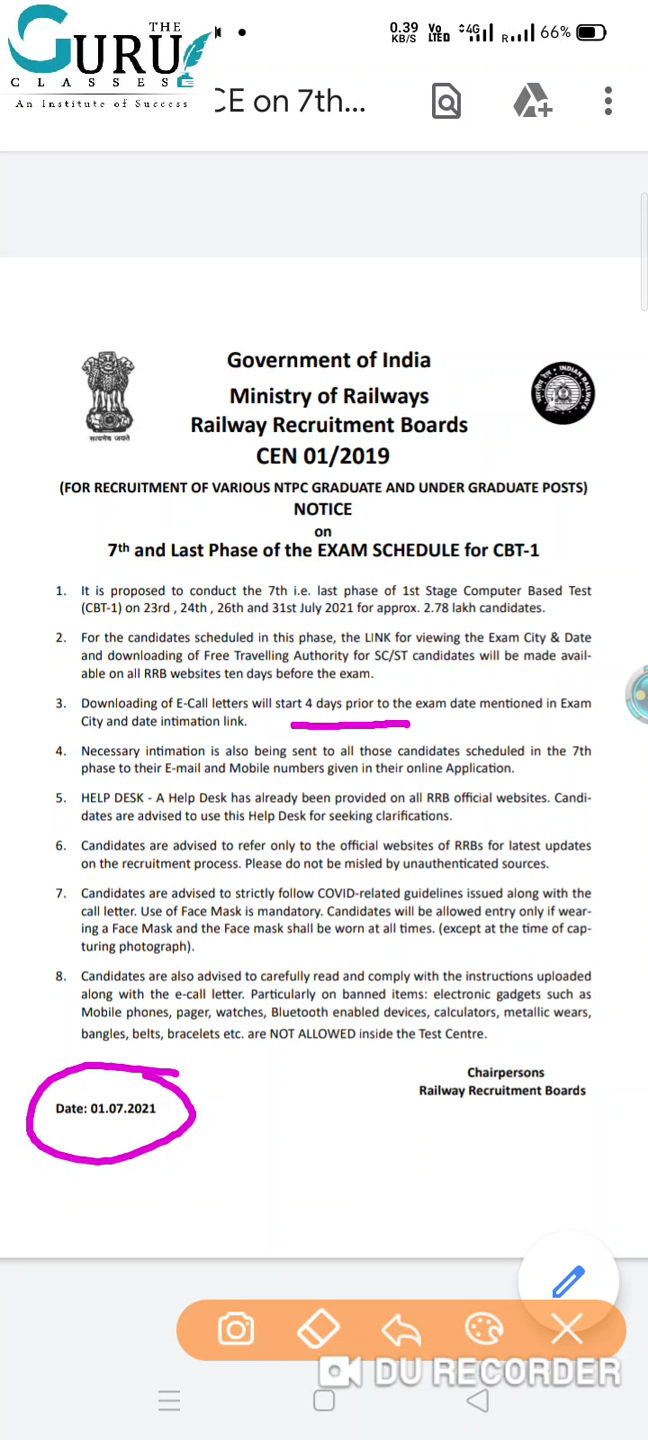 THE
GURU
CLASSES
An Institute of Success
0.39
KB/S
Vo
LTED
4G
R
66%
CE on 7th...
Government of India
Ministry of Railways
Railway Recruitment Boards
CEN 01/2019
(FOR RECRUITMENT OF VARIOUS NTPC GRADUATE AND UNDER GRADUATE POSTS)
NOTICE
on
7th and Last Phase of the EXAM SCHEDULE for CBT-1
सत्यमेव जयते
INDIAN RAILWAYS
भारतीय रेल
1. It is proposed to conduct the 7th i.e. last phase of 1st Stage Computer Based Test
(CBT-1) on 23rd , 24th , 26th and 31st July 2021 for approx. 2.78 lakh candidates.
2. For the candidates scheduled in this phase, the LINK for viewing the Exam City & Date
and downloading of Free Travelling Authority for SC/ST candidates will be made avail-
able on all RRB websites ten days before the exam.
3. Downloading of E-Call letters will start 4 days prior to the exam date mentioned in Exam
City and date intimation link.
4. Necessary intimation is also being sent to all those candidates scheduled in the 7th
phase to their E-mail and Mobile numbers given in their online Application.
5. HELP DESK - A Help Desk has already been provided on all RRB official websites. Candi-
dates are advised to use this Help Desk for seeking clarifications.
6. Candidates are advised to refer only to the official websites of RRBs for latest updates
on the recruitment process. Please do not be misled by unauthenticated sources.
7. Candidates are advised to strictly follow COVID-related guidelines issued along with the
call letter. Use of Face Mask is mandatory. Candidates will be allowed entry only if wear-
ing a Face Mask and the Face mask shall be worn at all times. (except at the time of cap-
turing photograph).
8. Candidates are also advised to carefully read and comply with the instructions uploaded
along with the e-call letter. Particularly on banned items: electronic gadgets such as
Mobile phones, pager, watches, Bluetooth enabled devices, calculators, metallic wears,
bangles, belts, bracelets etc. are NOT ALLOWED inside the Test Centre.
Chairpersons
Railway Recruitment Boards
Date: 01.07.2021
DU RECORDER